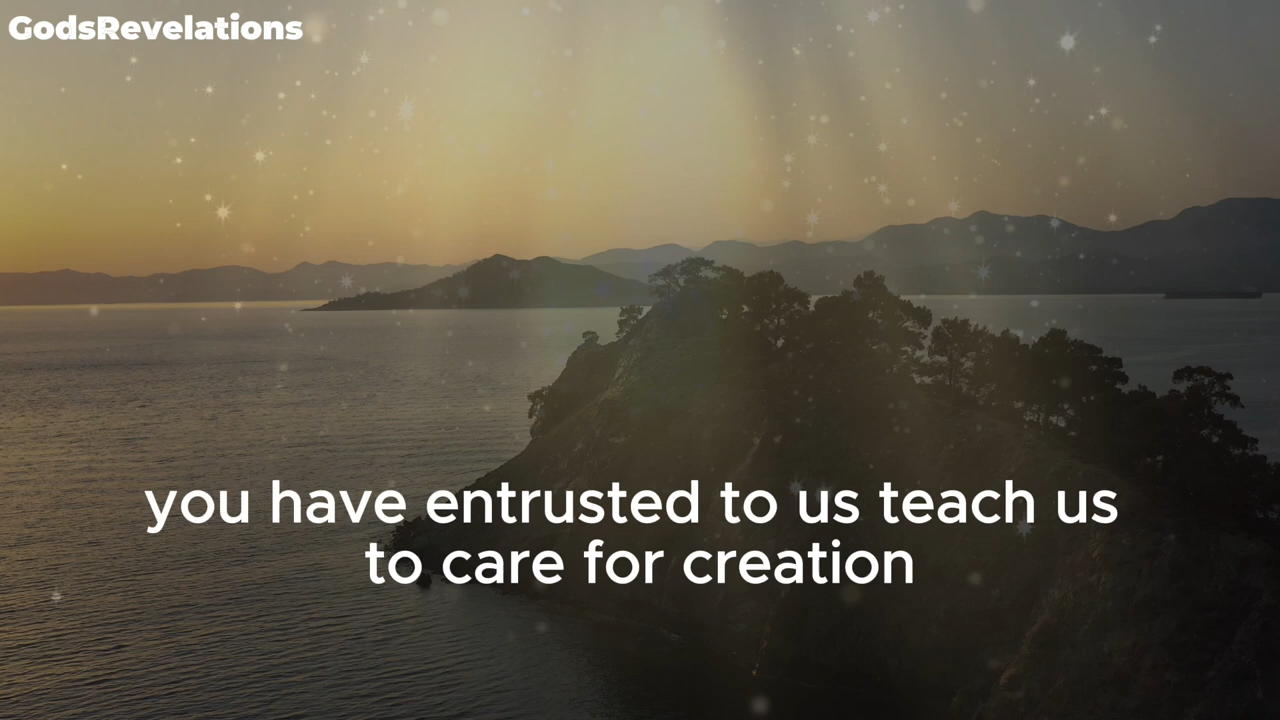 GodsRevelations
you have entrusted to us teach us
to care for creation